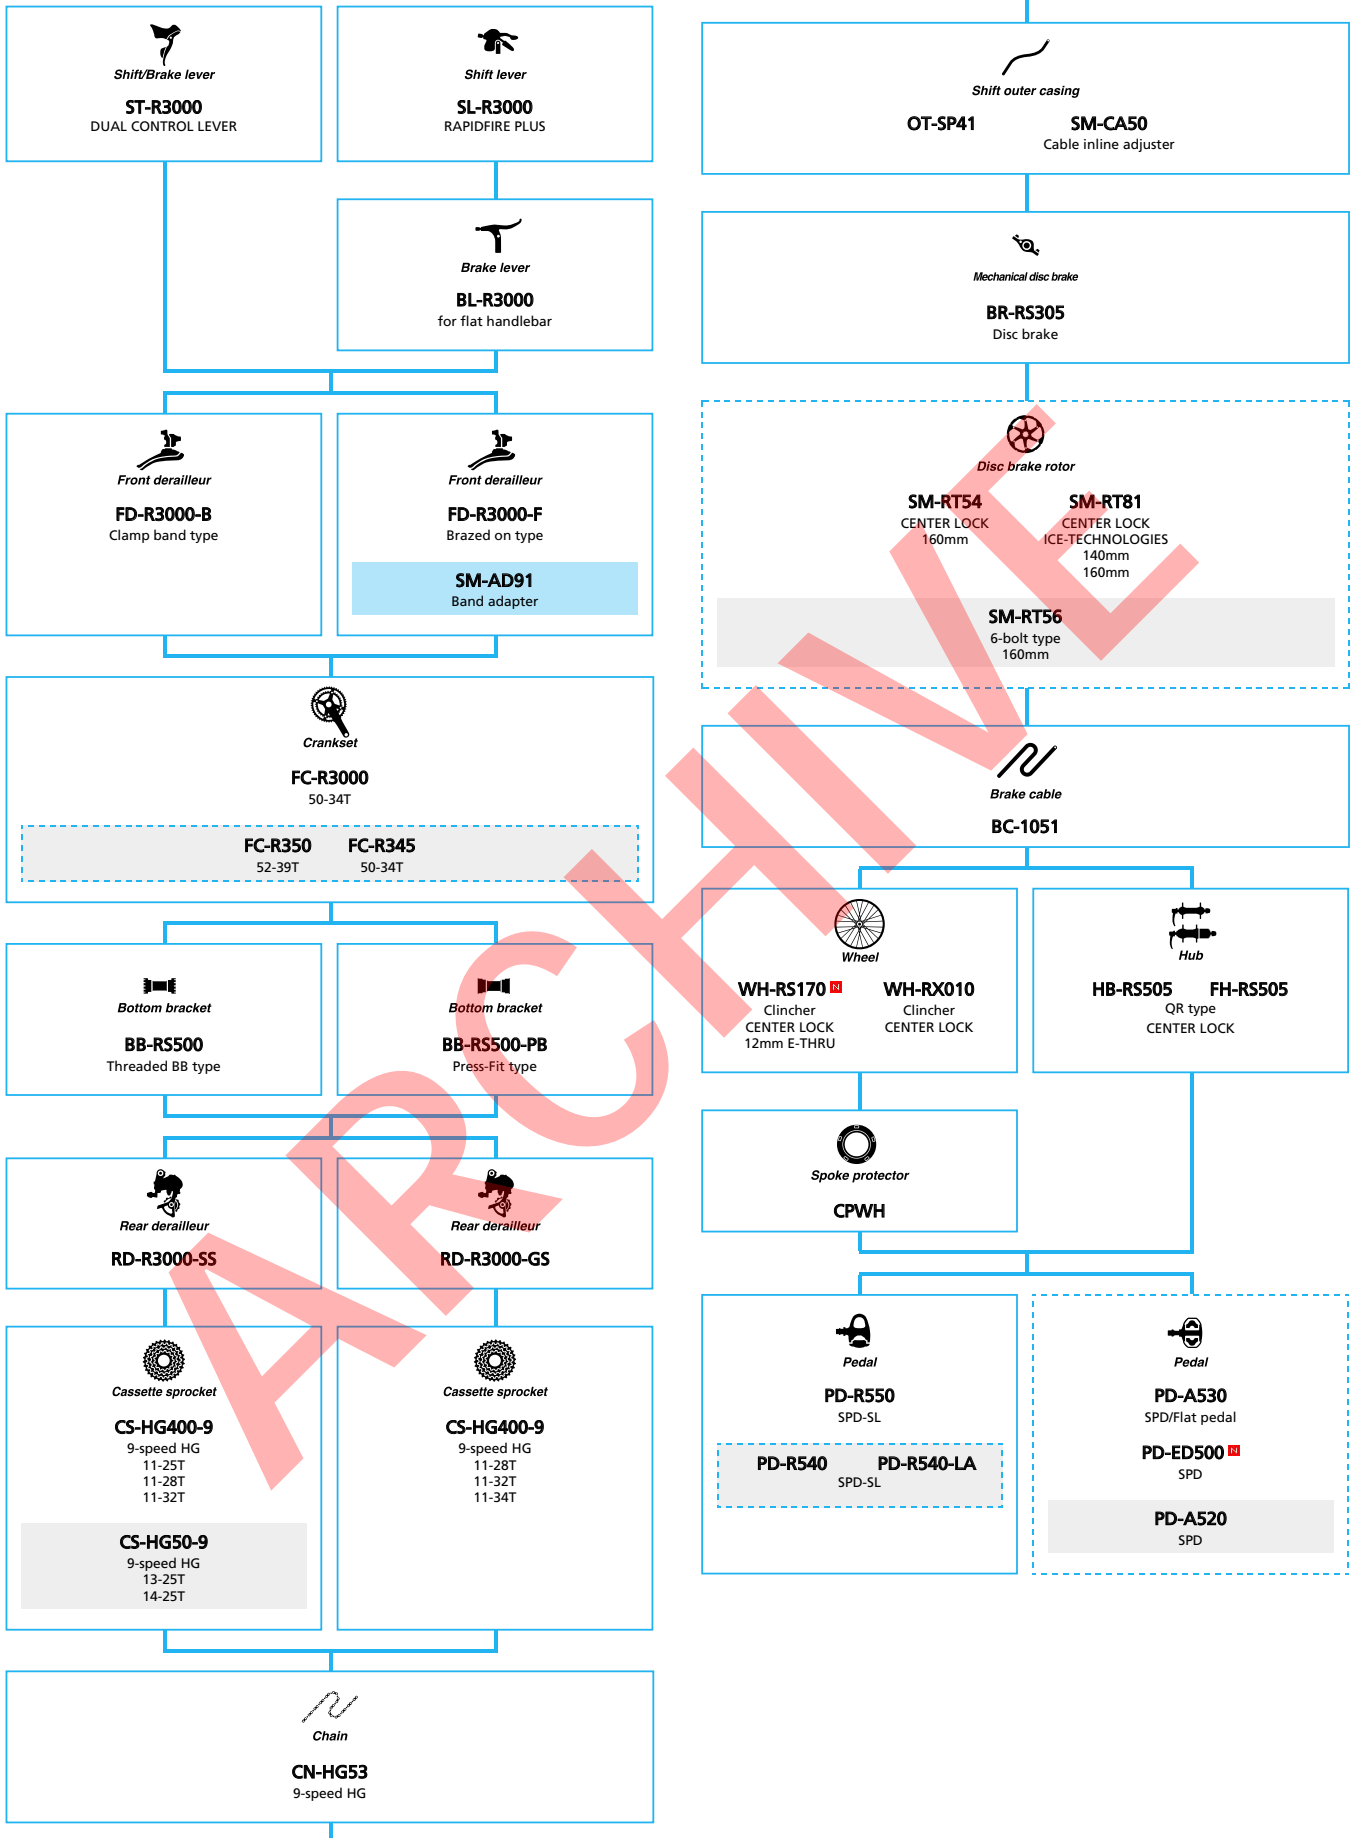 Shift/Brake lever
ST-R3000
DUAL CONTROL LEVER
Shift lever
SL-R3000
RAPIDFIRE PLUS
Brake lever
BL-R3000
for flat handlebar
Front derailleur
FD-R3000-B
Clamp band type
Front derailleur
FD-R3000-F
Brazed on type
SM-AD91
Band adapter
Crankset
FC-R3000
50-34T
FC-R350
52-39T
FC-R345
50-34T
Bottom bracket
BB-RS500
Threaded BB type
Bottom bracket
BB-RS500-PB
Press-Fit type
Rear derailleur
RD-R3000-SS
Rear derailleur
RD-R3000-GS
Cassette sprocket
CS-HG400-9
9-speed HG
11-25T
11-28T
11-32T
CS-HG50-9
9-speed HG
13-25T
14-25T
Cassette sprocket
CS-HG400-9
9-speed HG
11-28T
11-32T
11-34T
Chain
CN-HG53
9-speed HG
Shift outer casing
OT-SP41
SM-CA50
Cable inline adjuster
Mechanical disc brake
BR-RS305
Disc brake
Disc brake rotor
SM-RT54
CENTER LOCK
160mm
SM-RT81
CENTER LOCK
ICE-TECHNOLOGIES
140mm
160mm
SM-RT56
6-bolt type
160mm
Brake cable
BC-1051
Wheel
WH-RS170 N
Clincher
CENTER LOCK
12mm E-THRU
WH-RX010
Clincher
CENTER LOCK
Hub
HB-RS505 FH-RS505
QR type
CENTER LOCK
Spoke protector
CPWH
Pedal
PD-R550
SPD-SL
PD-R540 PD-R540-LA
SPD-SL
Pedal
PD-A530
SPD/Flat pedal
PD-ED500 N
SPD
PD-A520
SPD
ARCHIVE